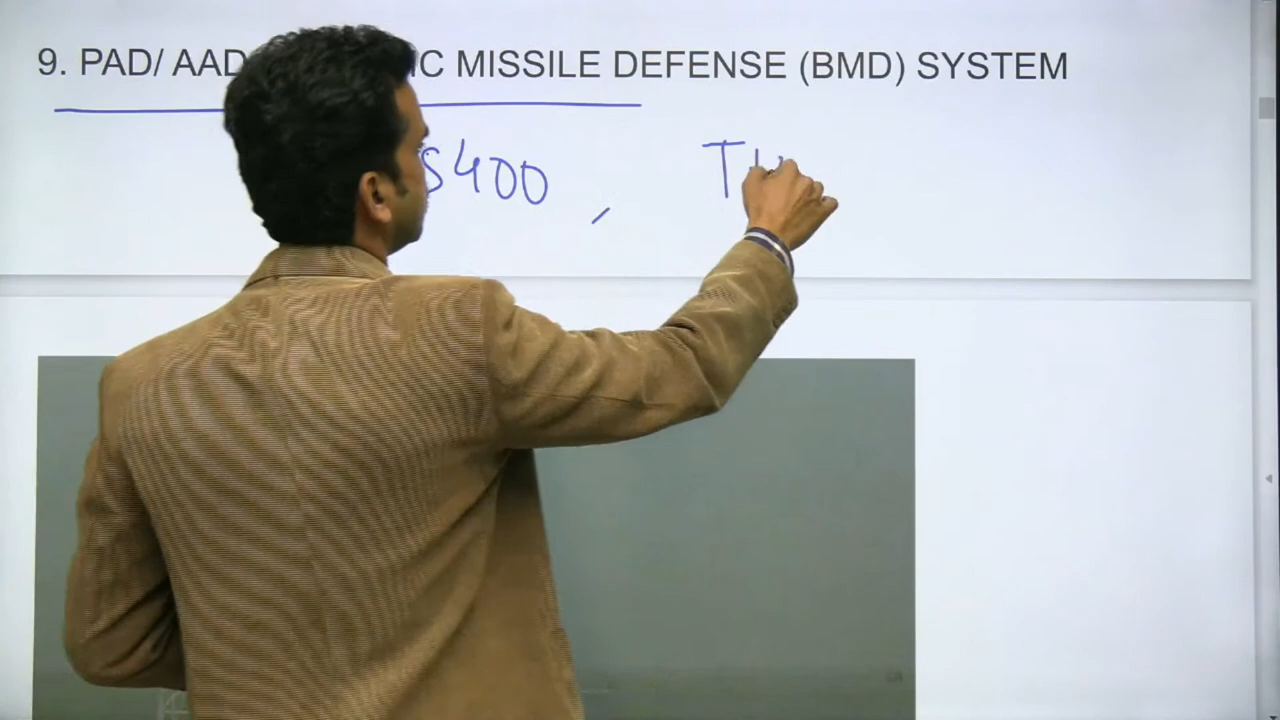 9. PAD/ AAD IC MISSILE DEFENSE (BMD) SYSTEM
S400 , T